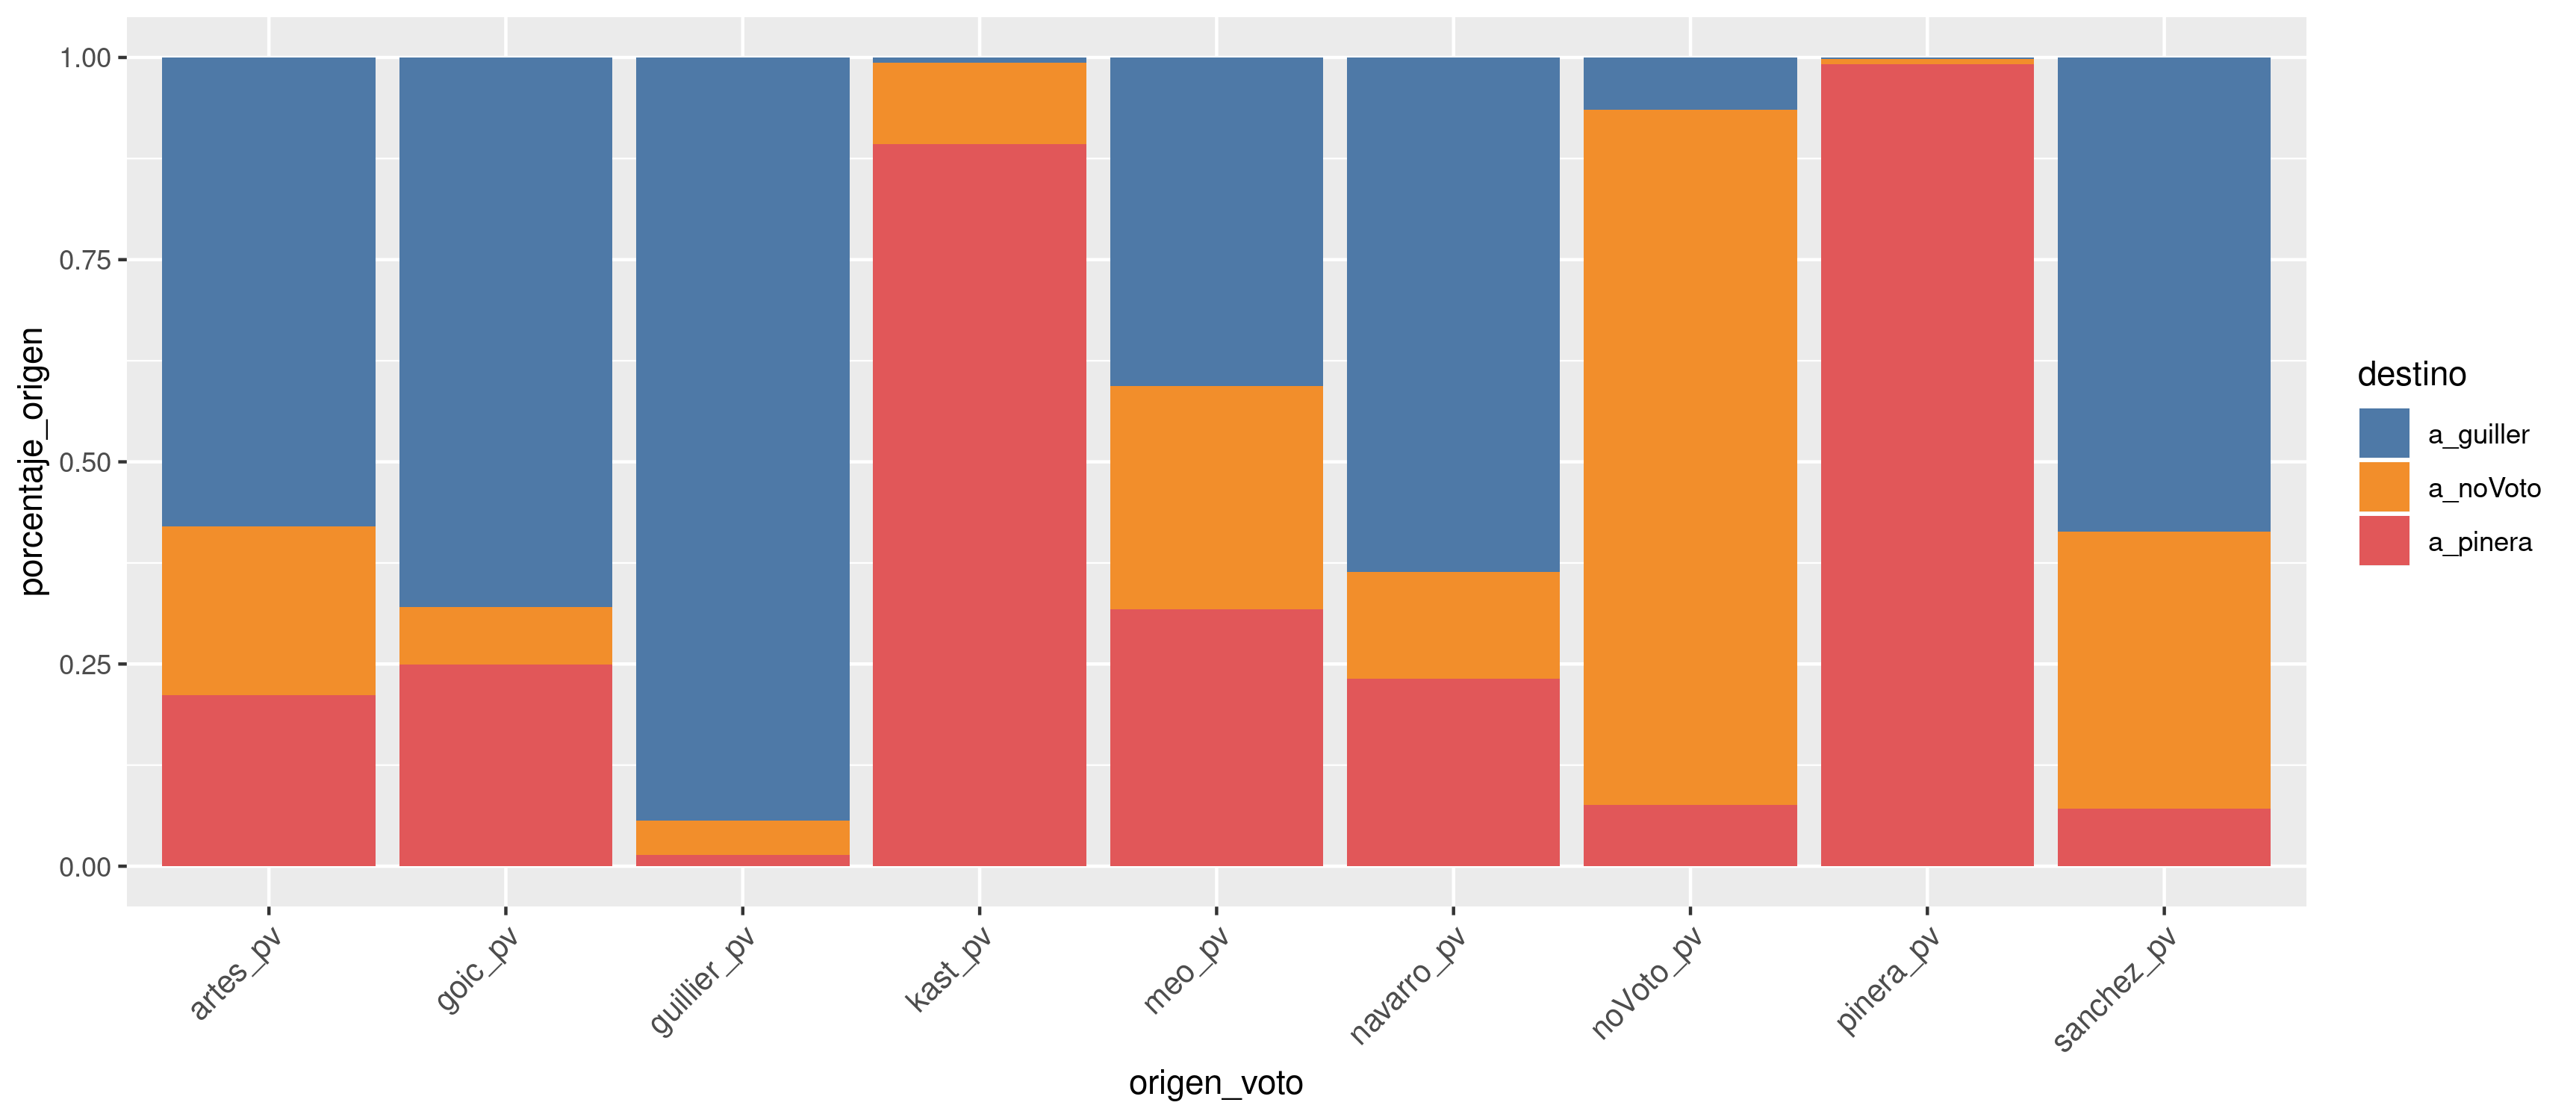 porcentaje_origen
1.00
0.75
0.50
0.25
0.00
artes_pv
goic_pv
guillier_pv
kast_pv
meo_pv
navarro_pv
noVoto_pv
pinera_pv
sanchez_pv
origen_voto
destino
a_guiller
a_noVoto
a_pinera